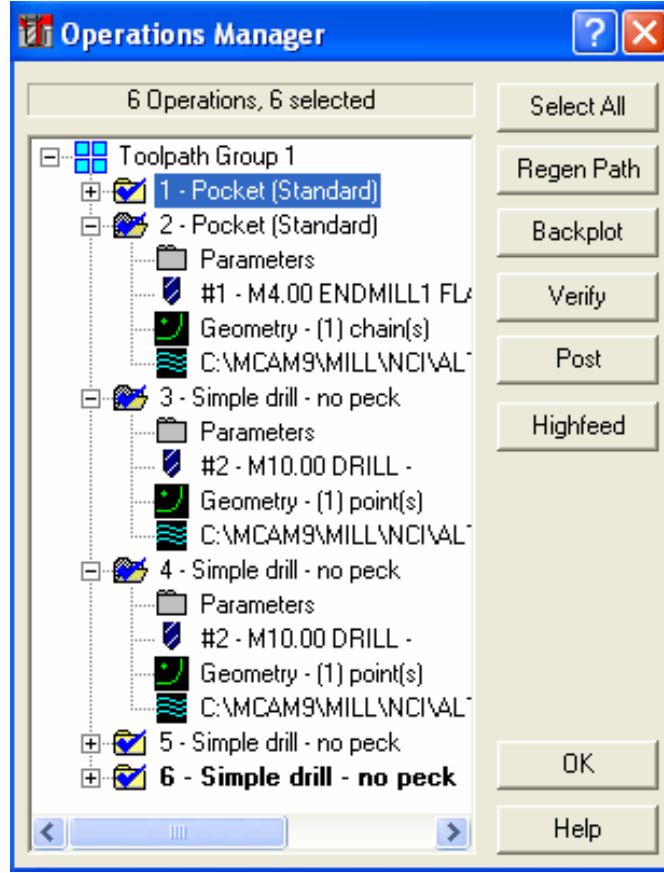 Operations Manager
6 Operations, 6 selected
Select All
Toolpath Group 1
Regen Path
1 - Pocket (Standard)
2 - Pocket (Standard)
Backplot
Parameters
#1 - M4.00 ENDMILL1 FLA
Verify
Geometry - (1) chain(s)
C:\MCAM9\MILL\NCI\ALT
Post
3 - Simple drill - no peck
Parameters
Highfeed
#2 - M10.00 DRILL -
Geometry - (1) point(s)
C:\MCAM9\MILL\NCI\ALT
4 - Simple drill - no peck
Parameters
#2 - M10.00 DRILL -
Geometry - (1) point(s)
C:\MCAM9\MILL\NCI\ALT
5 - Simple drill - no peck
6 - Simple drill - no peck
OK
Help